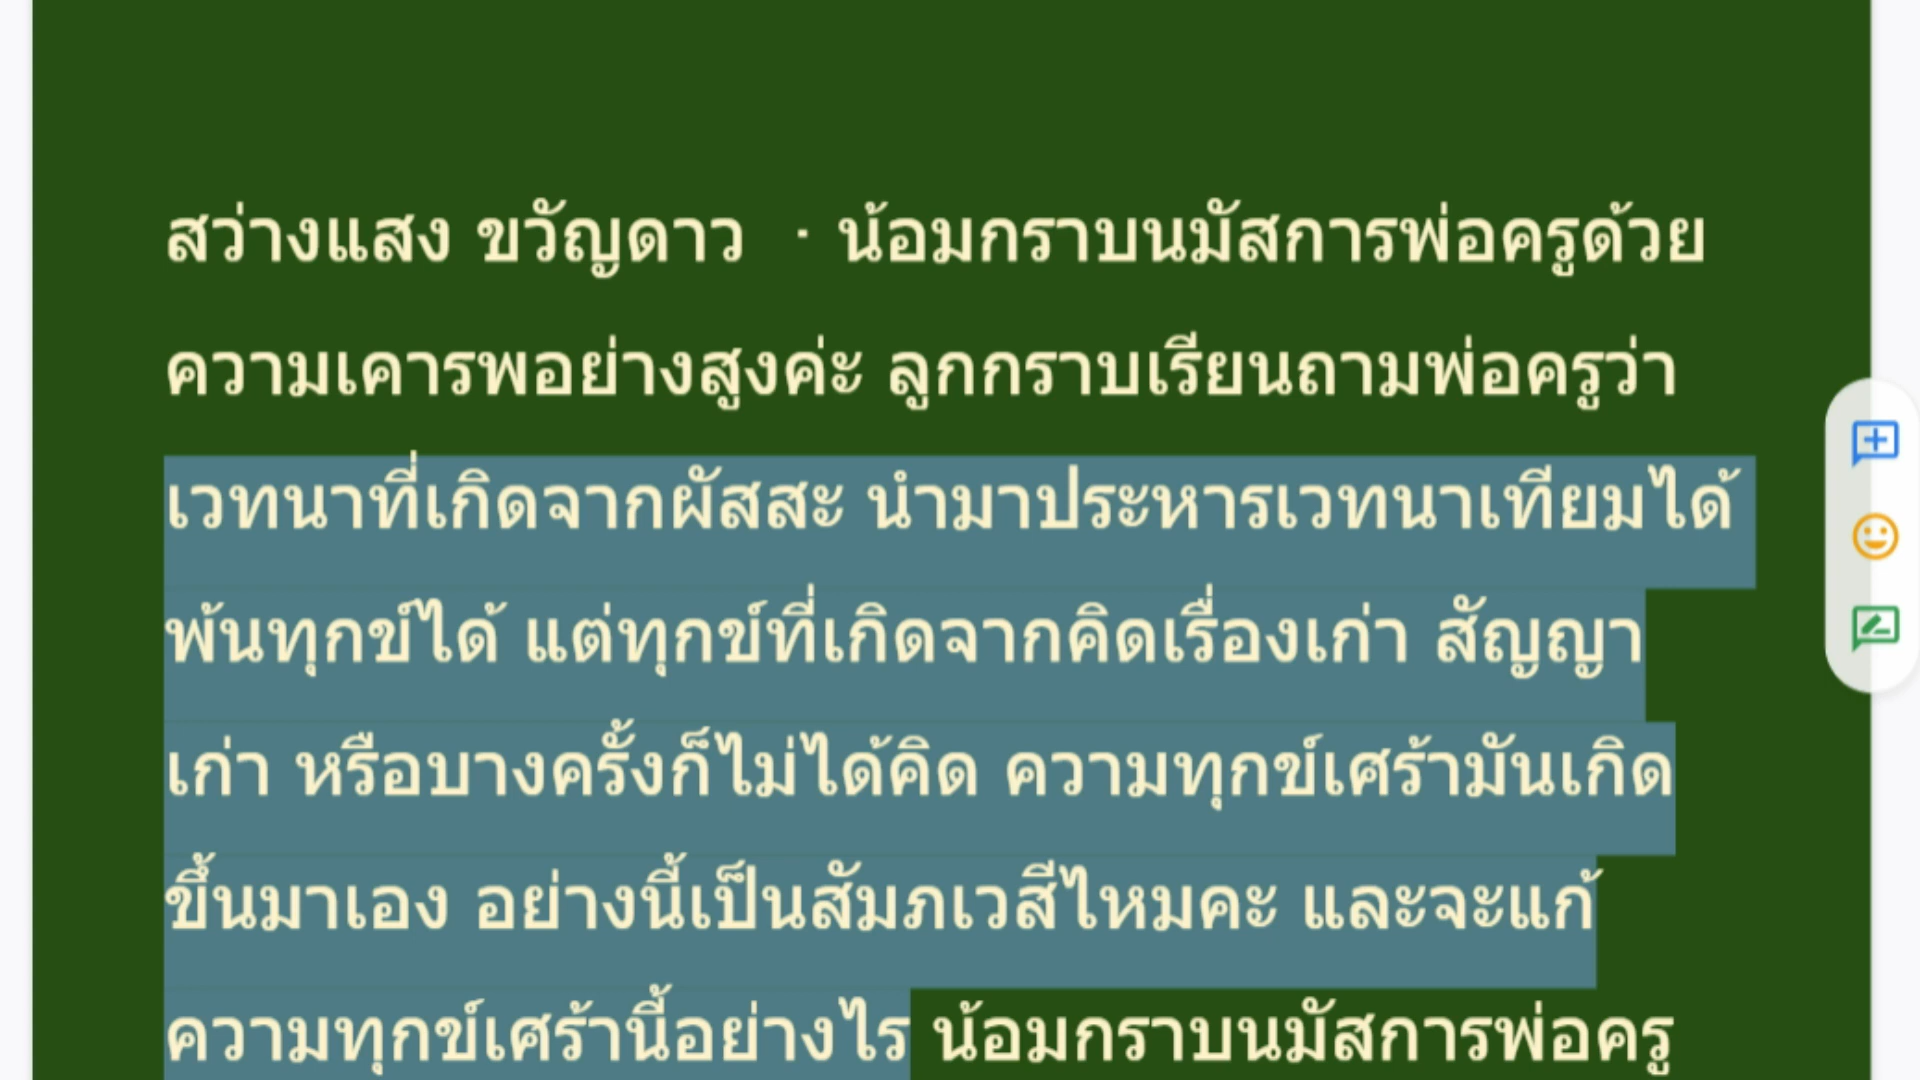 สว่างแสง ขวัญดาว · น้อมกราบนมัสการพ่อครูด้วย
ความเคารพอย่างสูงค่ะ ลูกกราบเรียนถามพ่อครูว่า
เวทนาที่เกิดจากผัสสะ นำมาประหารเวทนาเทียมได้
พ้นทุกข์ได้ แต่ทุกข์ที่เกิดจากคิดเรื่องเก่า สัญญา
เก่า หรือบางครั้งก็ไม่ได้คิด ความทุกข์เศร้ามันเกิด
ขึ้นมาเอง อย่างนี้เป็นสัมภเวสีไหมคะ และจะแก้
ความทุกข์เศร้านี้อย่างไร น้อมกราบนมัสการพ่อครู